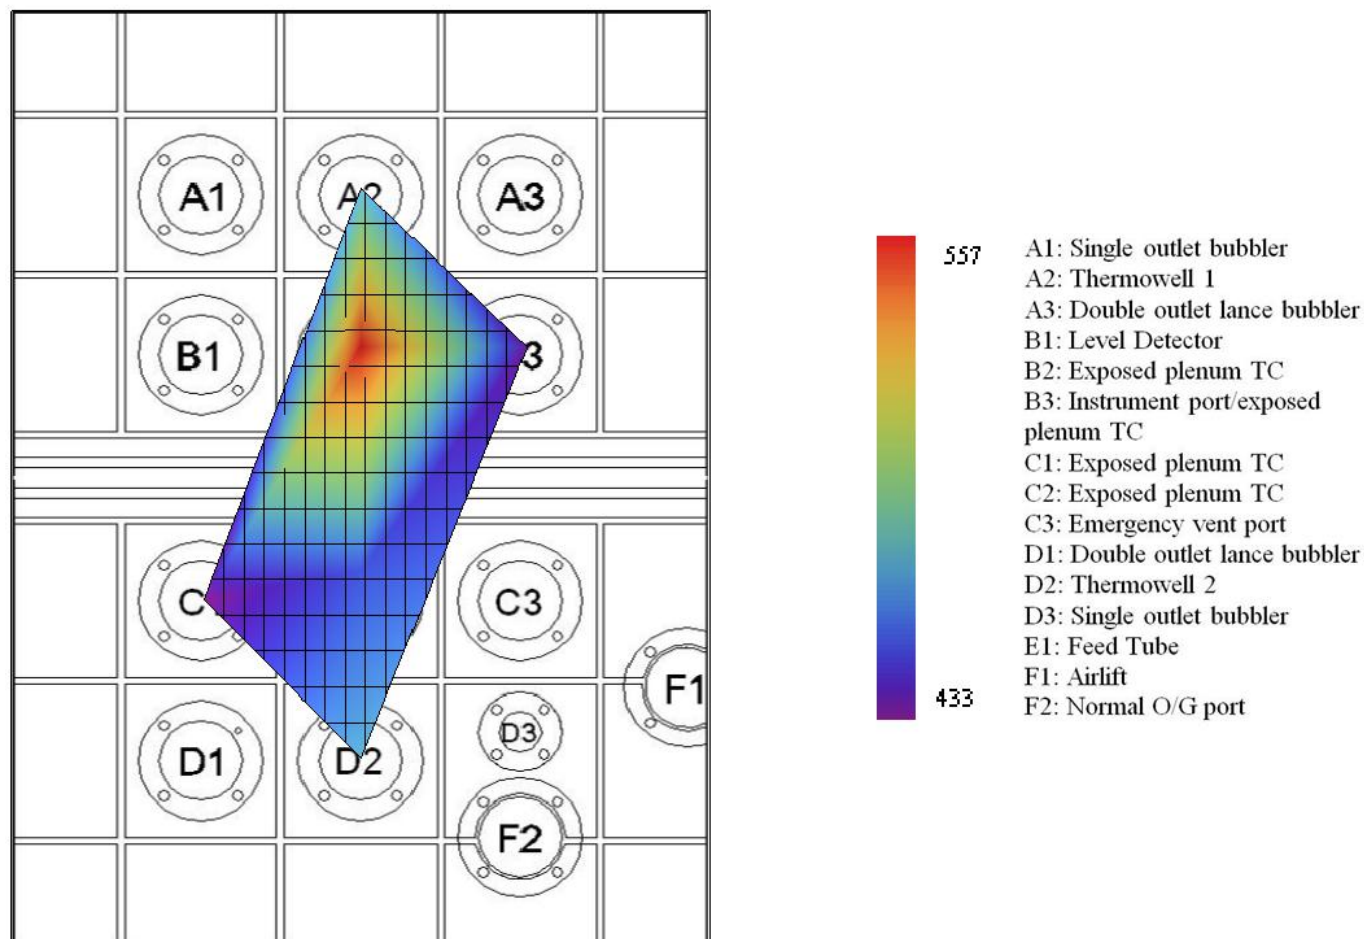 A1
A2
A3
B1
3
C
C3
F1
D1
D2
D3
F2
557
433
A1: Single outlet bubbler
A2: Thermowell 1
A3: Double outlet lance bubbler
B1: Level Detector
B2: Exposed plenum TC
B3: Instrument port/exposed
plenum TC
C1: Exposed plenum TC
C2: Exposed plenum TC
C3: Emergency vent port
D1: Double outlet lance bubbler
D2: Thermowell 2
D3: Single outlet bubbler
E1: Feed Tube
F1: Airlift
F2: Normal O/G port